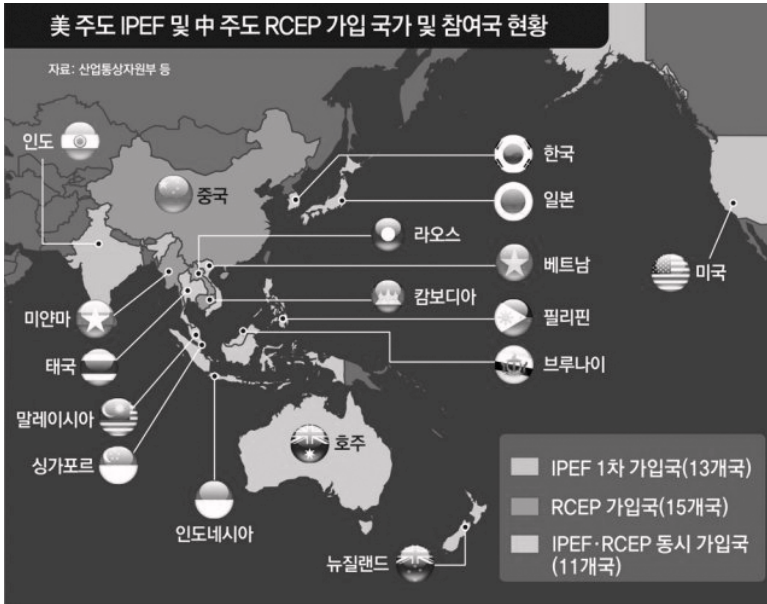 美 주도 IPEF 및 中 주도 RCEP 가입 국가 및 참여국 현황
자료: 산업통상자원부 등
인도
중국
한국
일본
라오스
베트남
미국
미얀마
캄보디아
필리핀
태국
브루나이
말레이시아
싱가포르
호주
인도네시아
뉴질랜드
IPEF 1차 가입국(13개국)
RCEP 가입국(15개국)
IPEF·RCEP 동시 가입국
(11개국)